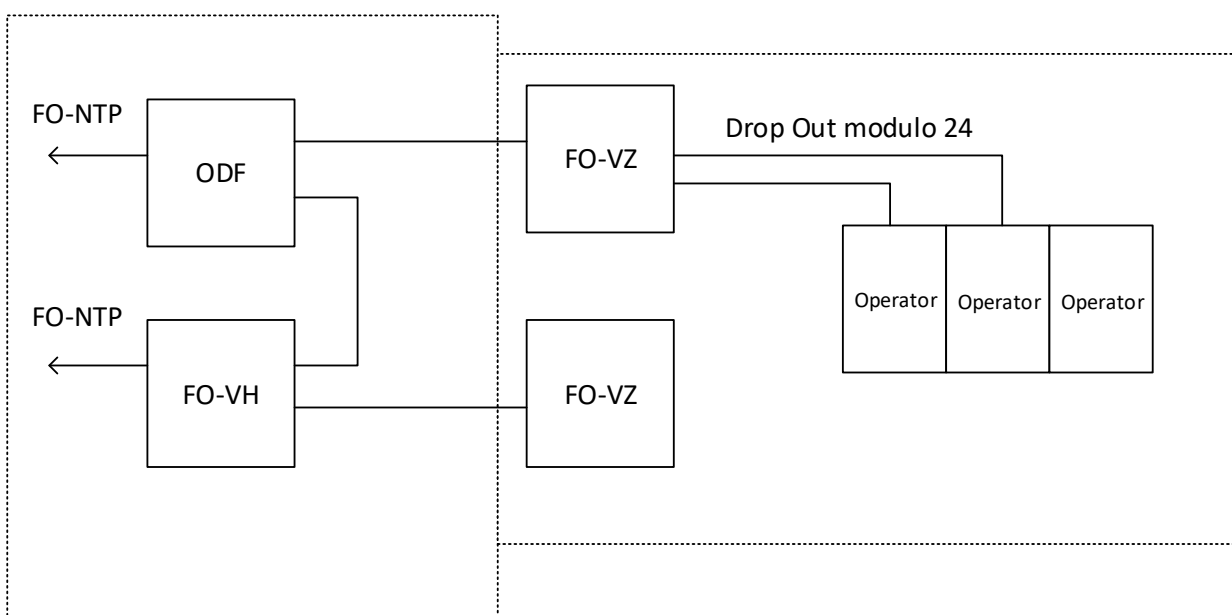 FO-NTP
ODF
FO-VZ
Drop Out modulo 24
Operator
Operator
Operator
FO-NTP
FO-VH
FO-VZ